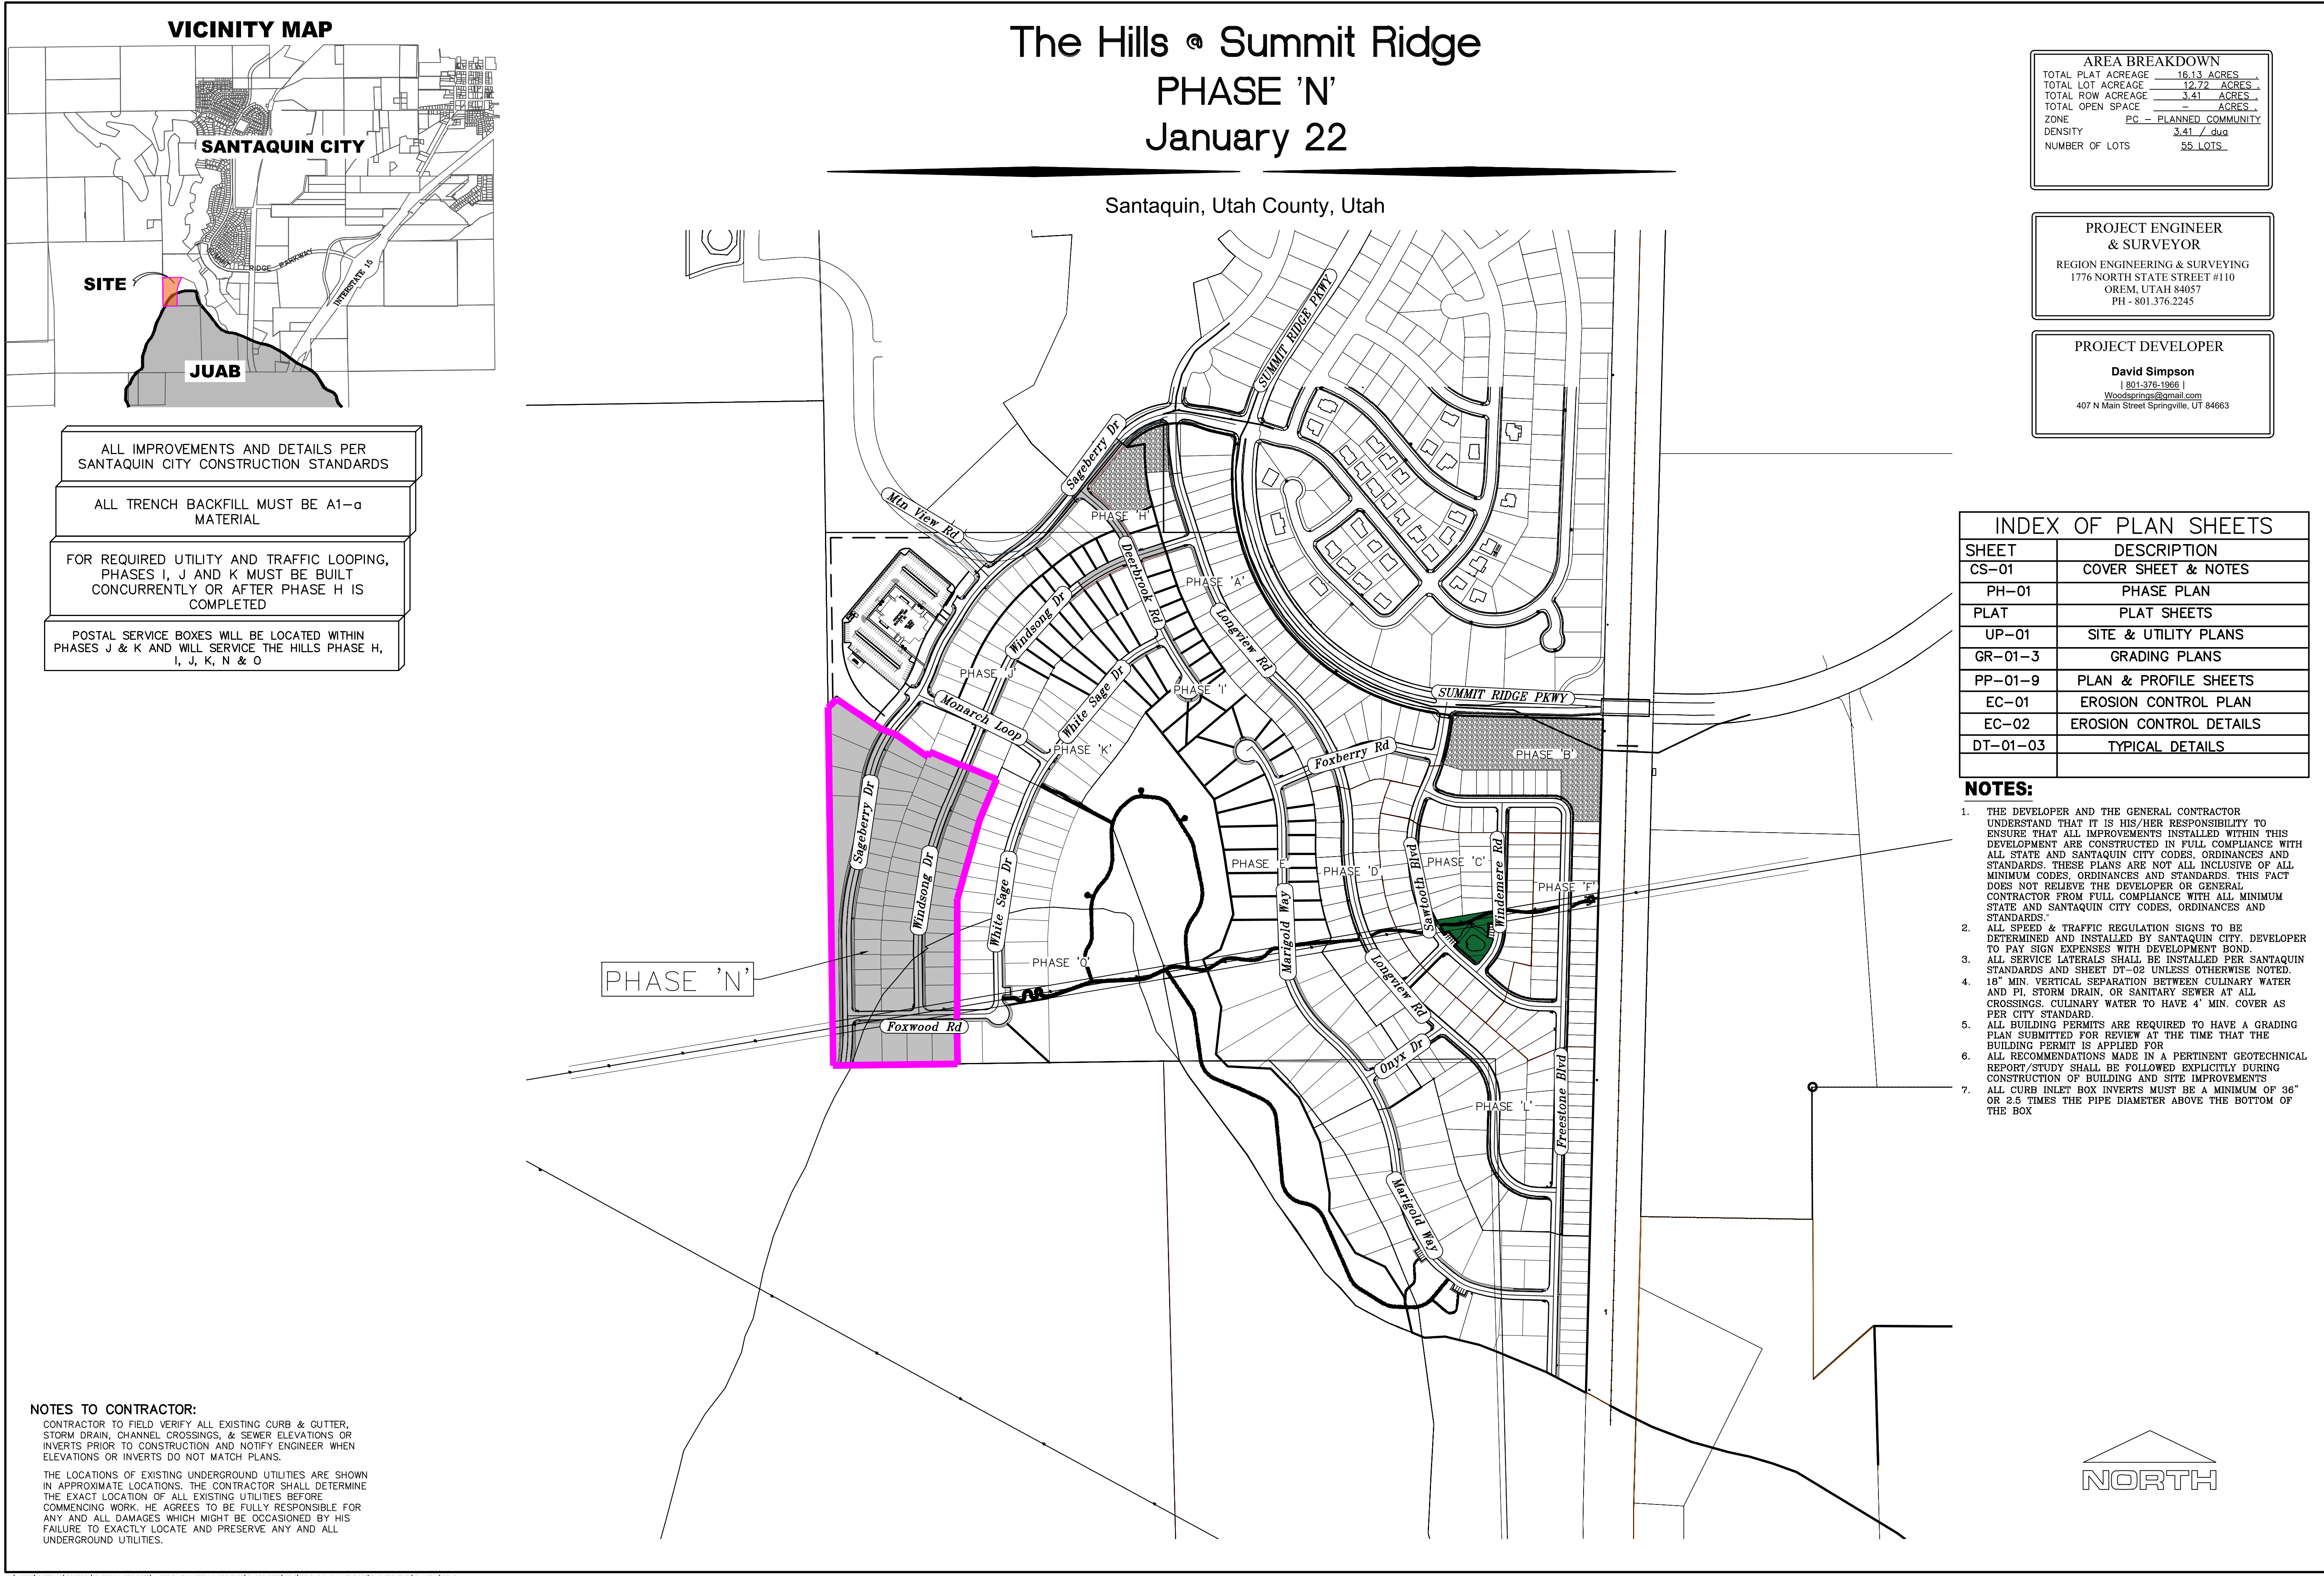 VICINITY MAP
SANTAQUIN CITY
RIDGE PARKWAY
INTERSTATE 15
SITE
JUAB
The Hills @ Summit Ridge
PHASE 'N'
January 22
Santaquin, Utah County, Utah
AREA BREAKDOWN
TOTAL PLAT ACREAGE 16.13 ACRES .
TOTAL LOT ACREAGE 12.72 ACRES .
TOTAL ROW ACREAGE 3.41 ACRES .
TOTAL OPEN SPACE – ACRES .
ZONE PC – PLANNED COMMUNITY
DENSITY 3.41 / dua
NUMBER OF LOTS 55 LOTS
PROJECT ENGINEER
& SURVEYOR
REGION ENGINEERING & SURVEYING
1776 NORTH STATE STREET #110
OREM, UTAH 84057
PH - 801.376.2245
PROJECT DEVELOPER
David Simpson
| 801-376-1966 |
Woodsprings@gmail.com
407 N Main Street Springville, UT 84663
ALL IMPROVEMENTS AND DETAILS PER
SANTAQUIN CITY CONSTRUCTION STANDARDS
ALL TRENCH BACKFILL MUST BE A1–a
MATERIAL
FOR REQUIRED UTILITY AND TRAFFIC LOOPING,
PHASES I, J AND K MUST BE BUILT
CONCURRENTLY OR AFTER PHASE H IS
COMPLETED
POSTAL SERVICE BOXES WILL BE LOCATED WITHIN
PHASES J & K AND WILL SERVICE THE HILLS PHASE H,
I, J, K, N & O
SUMMIT RIDGE PKWY
Sageberry Dr
Mtn View Rd
PHASE 'H'
Deerbrook Rd
PHASE 'A'
Windsong Dr
Longview Rd
PHASE 'J'
White Sage Dr
PHASE 'I'
Monarch Loop
SUMMIT RIDGE PKWY
PHASE 'K'
Foxberry Rd
PHASE 'B'
Sageberry Dr
Windsong Dr
White Sage Dr
PHASE 'E'
PHASE 'D'
Sawtooth Blvd
PHASE 'C'
Windemere Rd
PHASE 'F'
Marigold Way
PHASE 'O'
PHASE 'N'
Longview Rd
Foxwood Rd
Onyx Dr
Freestone Blvd
PHASE 'L'
Marigold Way
INDEX OF PLAN SHEETS
SHEET DESCRIPTION
CS–01 COVER SHEET & NOTES
PH–01 PHASE PLAN
PLAT PLAT SHEETS
UP–01 SITE & UTILITY PLANS
GR–01–3 GRADING PLANS
PP–01–9 PLAN & PROFILE SHEETS
EC–01 EROSION CONTROL PLAN
EC–02 EROSION CONTROL DETAILS
DT–01–03 TYPICAL DETAILS
NOTES:
1. THE DEVELOPER AND THE GENERAL CONTRACTOR
UNDERSTAND THAT IT IS HIS/HER RESPONSIBILITY TO
ENSURE THAT ALL IMPROVEMENTS INSTALLED WITHIN THIS
DEVELOPMENT ARE CONSTRUCTED IN FULL COMPLIANCE WITH
ALL STATE AND SANTAQUIN CITY CODES, ORDINANCES AND
STANDARDS. THESE PLANS ARE NOT ALL INCLUSIVE OF ALL
MINIMUM CODES, ORDINANCES AND STANDARDS. THIS FACT
DOES NOT RELIEVE THE DEVELOPER OR GENERAL
CONTRACTOR FROM FULL COMPLIANCE WITH ALL MINIMUM
STATE AND SANTAQUIN CITY CODES, ORDINANCES AND
STANDARDS."
2. ALL SPEED & TRAFFIC REGULATION SIGNS TO BE
DETERMINED AND INSTALLED BY SANTAQUIN CITY. DEVELOPER
TO PAY SIGN EXPENSES WITH DEVELOPMENT BOND.
3. ALL SERVICE LATERALS SHALL BE INSTALLED PER SANTAQUIN
STANDARDS AND SHEET DT–02 UNLESS OTHERWISE NOTED.
4. 18" MIN. VERTICAL SEPARATION BETWEEN CULINARY WATER
AND PI, STORM DRAIN, OR SANITARY SEWER AT ALL
CROSSINGS. CULINARY WATER TO HAVE 4' MIN. COVER AS
PER CITY STANDARD.
5. ALL BUILDING PERMITS ARE REQUIRED TO HAVE A GRADING
PLAN SUBMITTED FOR REVIEW AT THE TIME THAT THE
BUILDING PERMIT IS APPLIED FOR
6. ALL RECOMMENDATIONS MADE IN A PERTINENT GEOTECHNICAL
REPORT/STUDY SHALL BE FOLLOWED EXPLICITLY DURING
CONSTRUCTION OF BUILDING AND SITE IMPROVEMENTS
7. ALL CURB INLET BOX INVERTS MUST BE A MINIMUM OF 36"
OR 2.5 TIMES THE PIPE DIAMETER ABOVE THE BOTTOM OF
THE BOX
NOTES TO CONTRACTOR:
CONTRACTOR TO FIELD VERIFY ALL EXISTING CURB & GUTTER,
STORM DRAIN, CHANNEL CROSSINGS, & SEWER ELEVATIONS OR
INVERTS PRIOR TO CONSTRUCTION AND NOTIFY ENGINEER WHEN
ELEVATIONS OR INVERTS DO NOT MATCH PLANS.
THE LOCATIONS OF EXISTING UNDERGROUND UTILITIES ARE SHOWN
IN APPROXIMATE LOCATIONS. THE CONTRACTOR SHALL DETERMINE
THE EXACT LOCATION OF ALL EXISTING UTILITIES BEFORE
COMMENCING WORK. HE AGREES TO BE FULLY RESPONSIBLE FOR
ANY AND ALL DAMAGES WHICH MIGHT BE OCCASIONED BY HIS
FAILURE TO EXACTLY LOCATE AND PRESERVE ANY AND ALL
UNDERGROUND UTILITIES.
NORTH